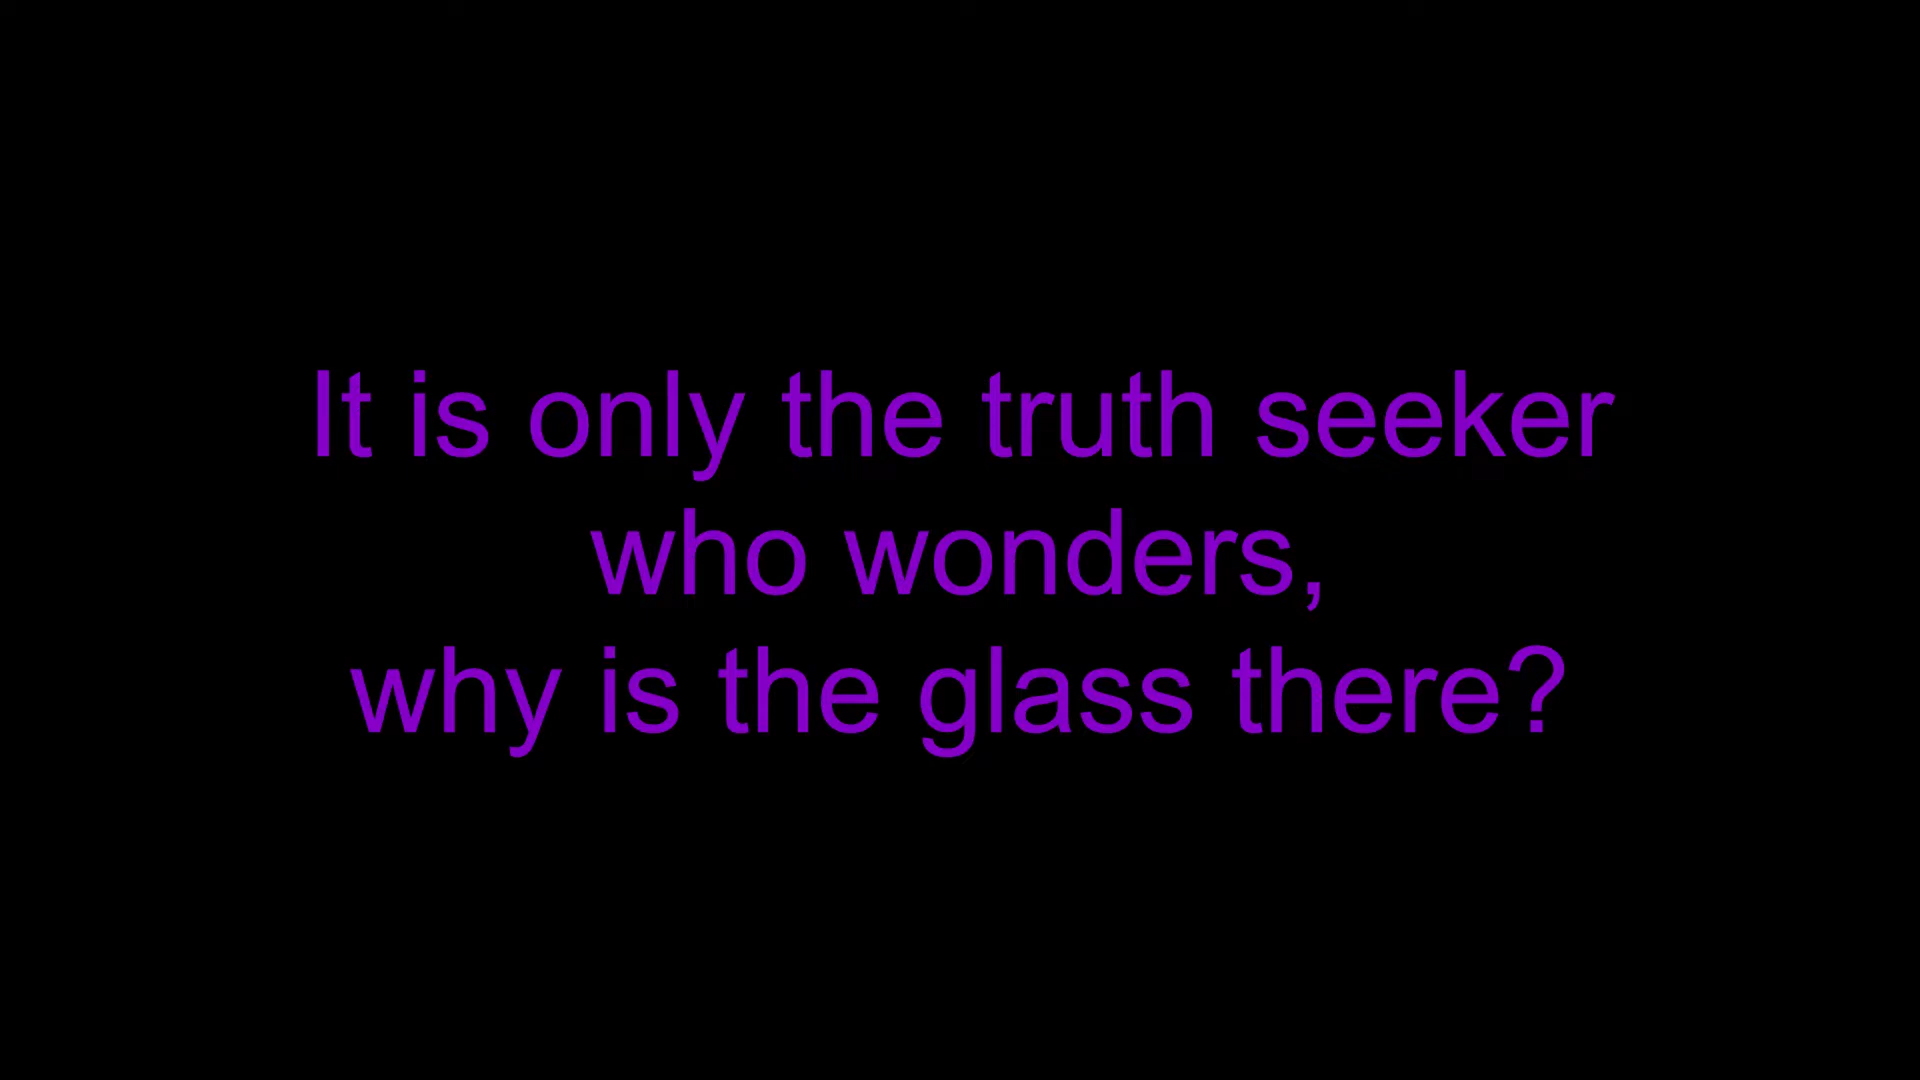 It is only the truth seeker
who wonders,
why is the glass there?